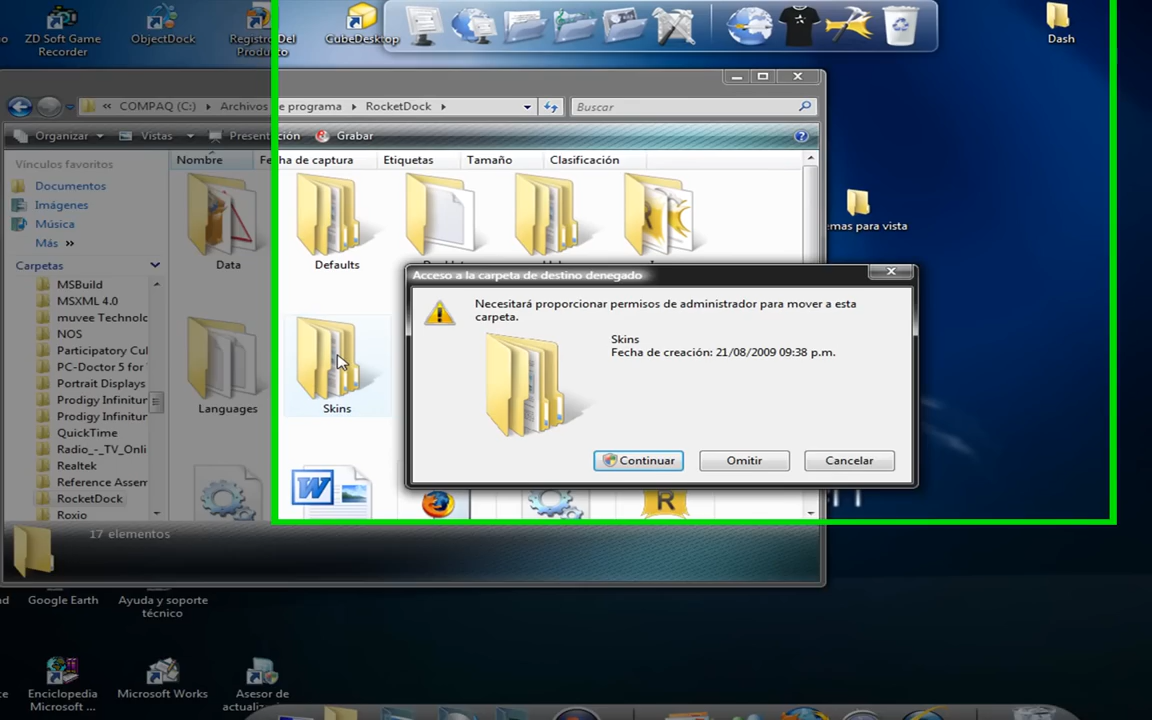 ZD Soft Game
Recorder
ObjectDock
Registro Del
Producto
CubeDesktop
Dash
COMPAQ (C:)
Archivos de programa
RocketDock
Buscar
Organizar
Vistas
Presentación
Grabar
Vínculos favoritos
Documentos
Imágenes
Música
Más »
Carpetas
MSBuild
MSXML 4.0
muvee Technolo
NOS
Participatory Cul
PC-Doctor 5 for
Portrait Displays
Prodigy Infinitur
Prodigy Infinitum
QuickTime
Radio_-_TV_Onli
Realtek
Reference Assem
RocketDock
Roxio
Nombre
Fecha de captura
Etiquetas
Tamaño
Clasificación
Data
Defaults
Languages
Skins
emas para vista
Acceso a la carpeta de destino denegado
Necesitará proporcionar permisos de administrador para mover a esta
carpeta.
Skins
Fecha de creación: 21/08/2009 09:38 p.m.
Continuar
Omitir
Cancelar
17 elementos
Google Earth
Ayuda y soporte
técnico
Enciclopedia
Microsoft ...
Microsoft Works
Asesor de
actualizac...